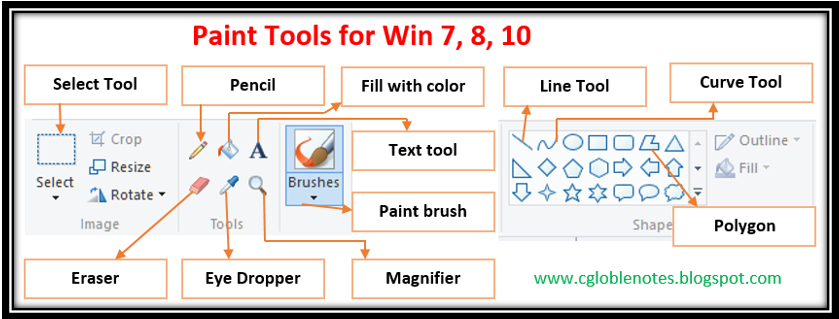 Paint Tools for Win 7, 8, 10
Select Tool
Pencil
Fill with color
Line Tool
Curve Tool
Crop
Resize
Rotate
Select
Image
A
Tools
Text tool
Brushes
Paint brush
Outline
Fill
Shape
Polygon
Eraser
Eye Dropper
Magnifier
www.cgloblenotes.blogspot.com